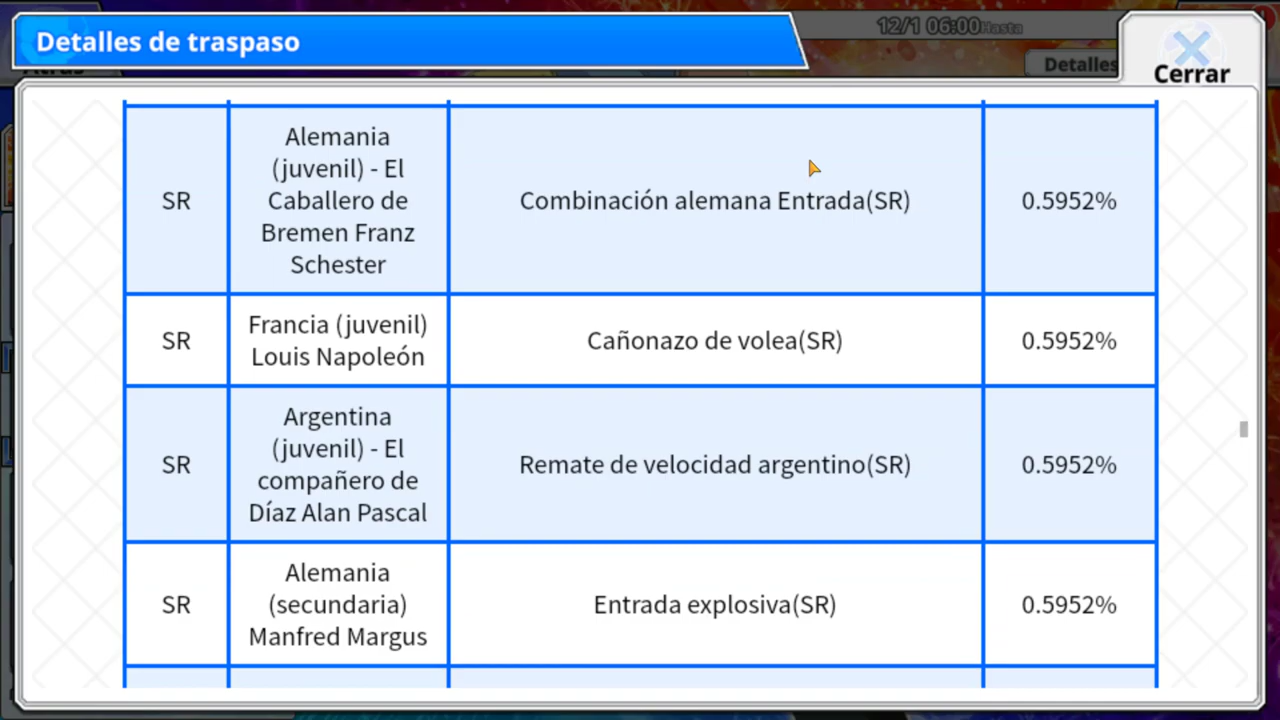 Detalles de traspaso
12/1 06:00Hasta
Detalles
Cerrar
Atrás
SR
Alemania
(juvenil) - El
Caballero de
Bremen Franz
Schester
Combinación alemana Entrada(SR)
0.5952%
SR
Francia (juvenil)
Louis Napoleón
Cañonazo de volea(SR)
0.5952%
SR
Argentina
(juvenil) - El
compañero de
Díaz Alan Pascal
Remate de velocidad argentino(SR)
0.5952%
SR
Alemania
(secundaria)
Manfred Margus
Entrada explosiva(SR)
0.5952%